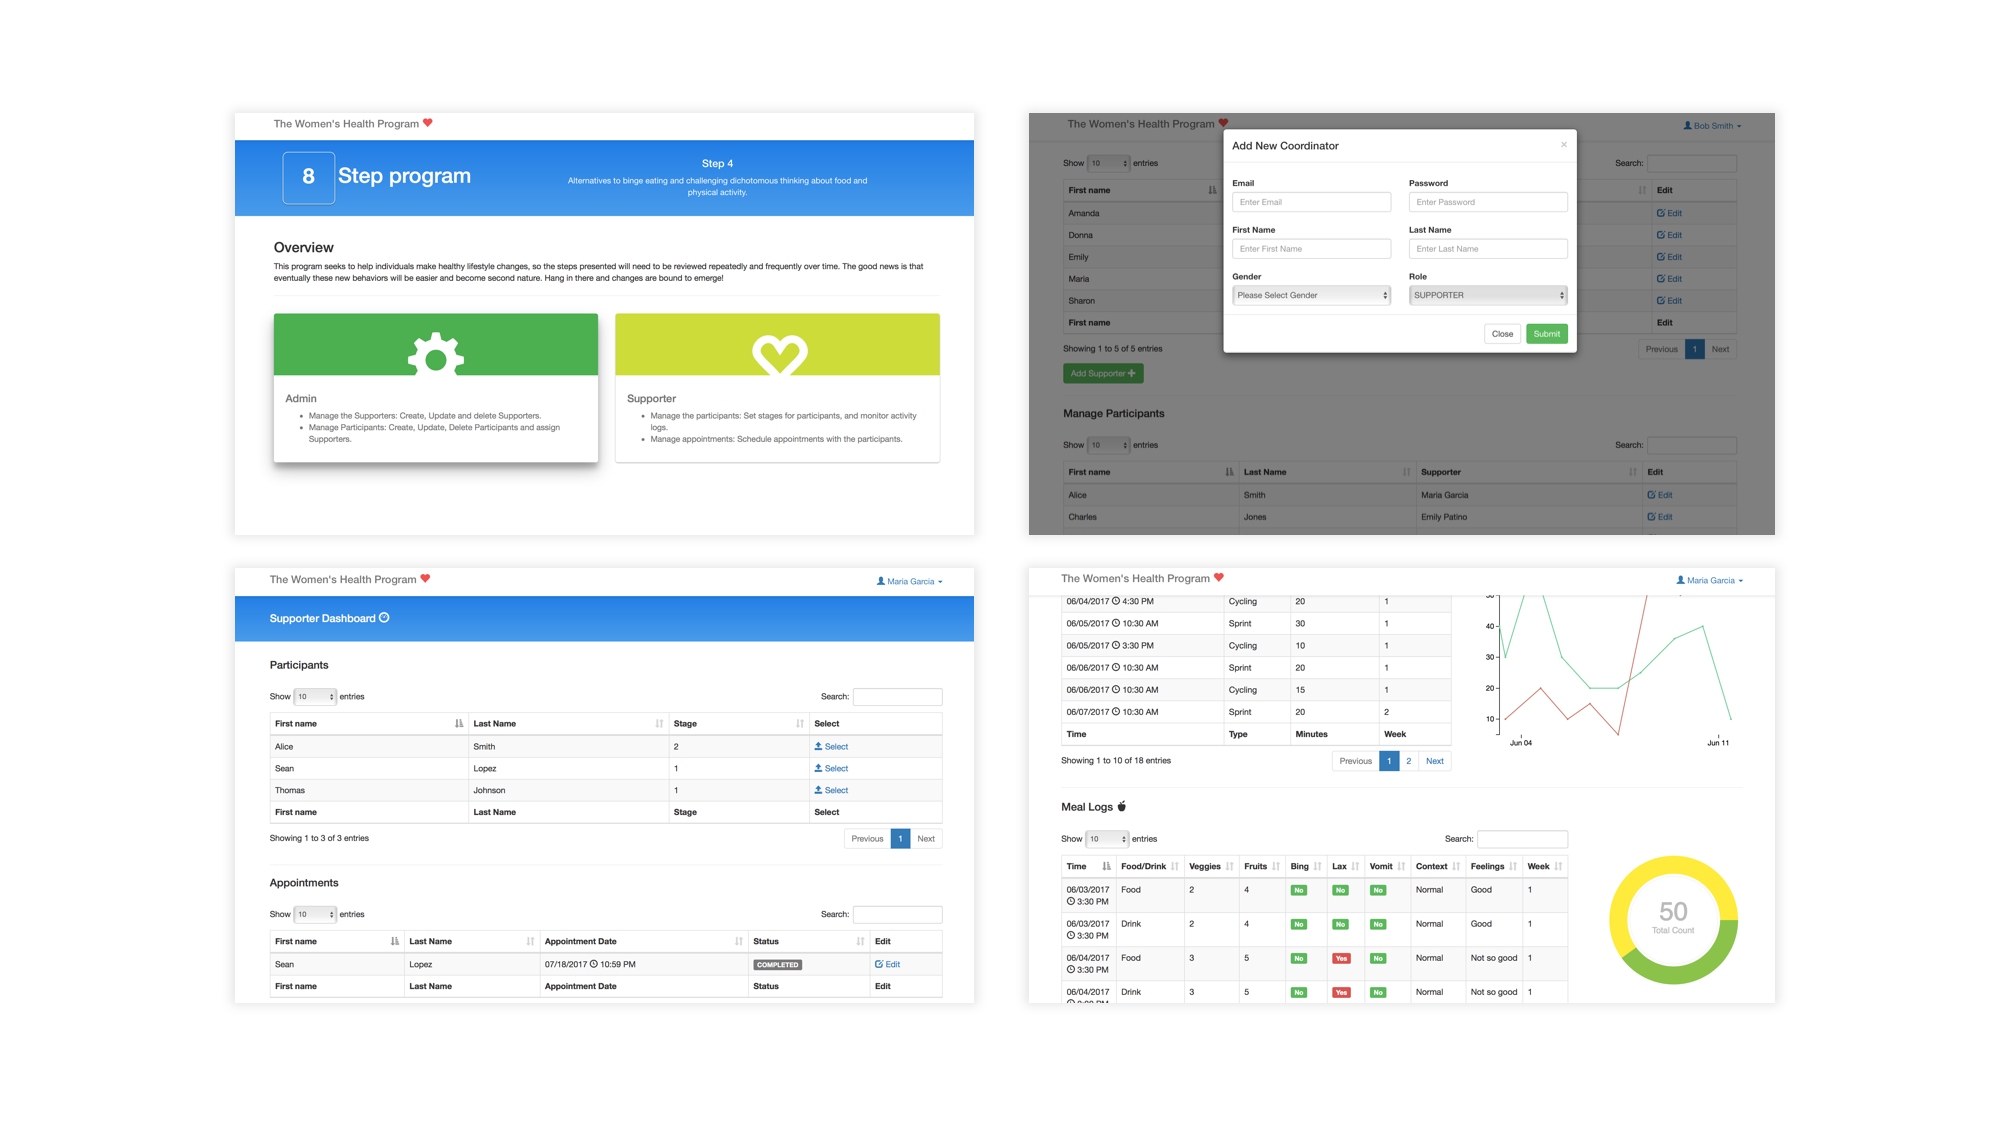 The Women's Health Program
8 Step program
Step 4
Alternatives to binge eating and challenging dichotomous thinking about food and
physical activity.
Overview
This program seeks to help individuals make healthy lifestyle changes, so the steps presented will need to be reviewed repeatedly and frequently over time. The good news is that
eventually these new behaviors will be easier and become second nature. Hang in there and changes are bound to emerge!
Admin
Manage the Supporters: Create, Update and delete Supporters.
Manage Participants: Create, Update, Delete Participants and assign
Supporters.
Supporter
Manage the participants: Set stages for participants, and monitor activity
logs.
Manage appointments: Schedule appointments with the participants.
The Women's Health Program
Bob Smith
Show 10 entries
Search:
First name Edit
Amanda Edit
Donna Edit
Emily Edit
Maria Edit
Sharon Edit
First name Edit
Showing 1 to 5 of 5 entries
Previous 1 Next
Add Supporter
Add New Coordinator ×
Email Password
Enter Email Enter Password
First Name Last Name
Enter First Name Enter Last Name
Gender Role
Please Select Gender SUPPORTER
Close Submit
Manage Participants
Show 10 entries
Search:
First name Last Name Supporter Edit
Alice Smith Maria Garcia Edit
Charles Jones Emily Patino Edit
The Women's Health Program
Maria Garcia
Supporter Dashboard
Participants
Show 10 entries
Search:
First name Last Name Stage Select
Alice Smith 2 Select
Sean Lopez 1 Select
Thomas Johnson 1 Select
First name Last Name Stage Select
Showing 1 to 3 of 3 entries
Previous 1 Next
Appointments
Show 10 entries
Search:
First name Last Name Appointment Date Status Edit
Sean Lopez 07/18/2017 10:59 PM COMPLETED Edit
First name Last Name Appointment Date Status Edit
The Women's Health Program
Maria Garcia
06/04/2017 4:30 PM Cycling 20 1
06/05/2017 10:30 AM Sprint 30 1
06/05/2017 3:30 PM Cycling 10 1
06/06/2017 10:30 AM Sprint 20 1
06/06/2017 10:30 AM Cycling 15 1
06/07/2017 10:30 AM Sprint 20 2
Time Type Minutes Week
Showing 1 to 10 of 18 entries
Previous 1 2 Next
40
30
20
10
Jun 04 Jun 11
Meal Logs
Show 10 entries
Search:
Time Food/Drink Veggies Fruits Bing Lax Vomit Context Feelings Week
06/03/2017 Food 2 4 No No No Normal Good 1
3:30 PM
06/03/2017 Drink 2 4 No No No Normal Good 1
3:30 PM
06/04/2017 Food 3 5 No Yes No Normal Not so good 1
3:30 PM
06/04/2017 Drink 3 5 No Yes No Normal Not so good 1
50
Total Count